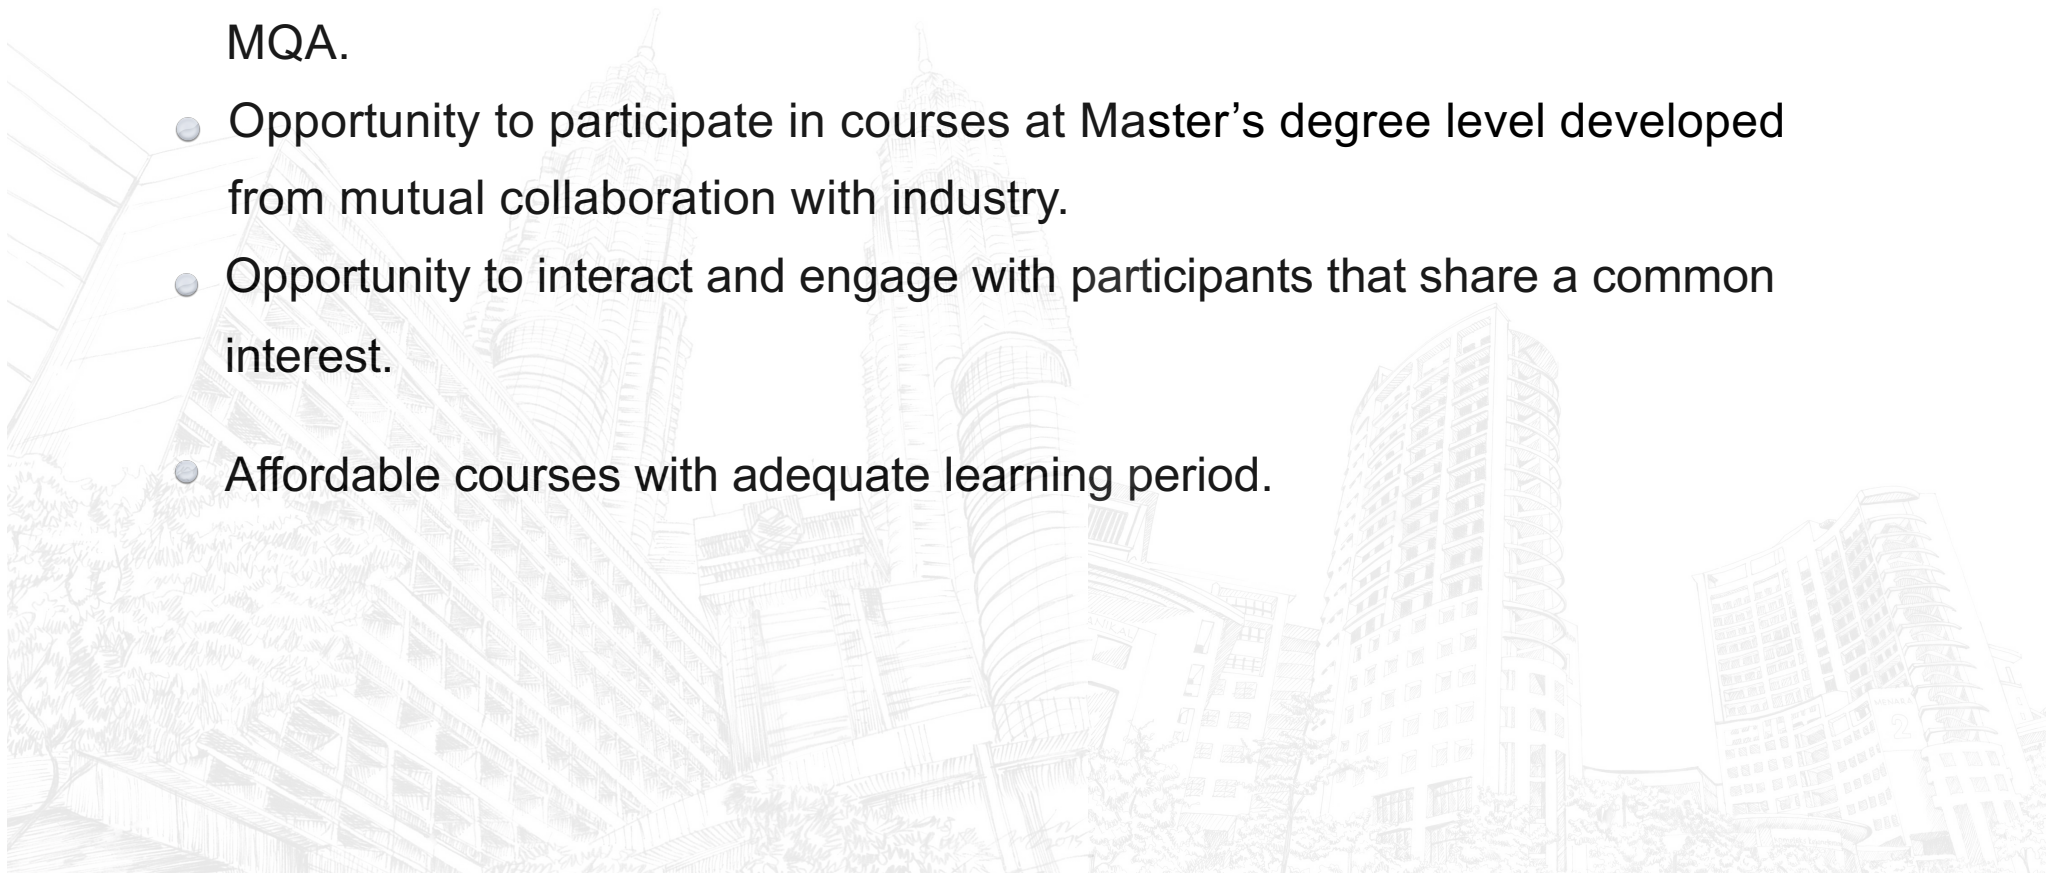 MQA.
Opportunity to participate in courses at Master’s degree level developed
from mutual collaboration with industry.
Opportunity to interact and engage with participants that share a common
interest.
Affordable courses with adequate learning period.
2